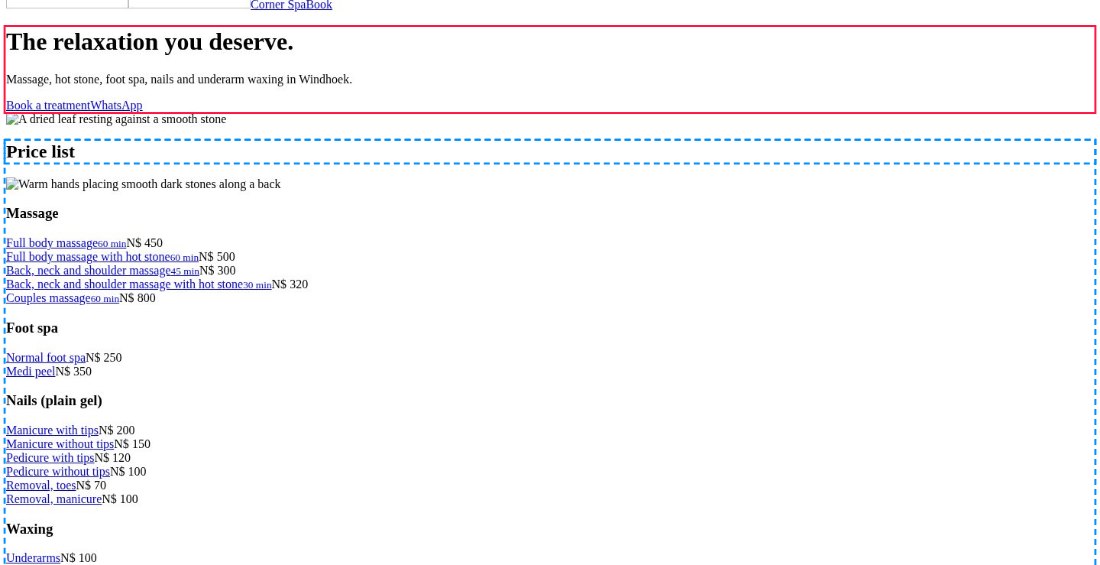 Corner SpaBook
The relaxation you deserve.
Massage, hot stone, foot spa, nails and underarm waxing in Windhoek.
Book a treatmentWhatsApp
A dried leaf resting against a smooth stone
Price list
Warm hands placing smooth dark stones along a back
Massage
Full body massage60 minN$ 450
Full body massage with hot stone60 minN$ 500
Back, neck and shoulder massage45 minN$ 300
Back, neck and shoulder massage with hot stone30 minN$ 320
Couples massage60 minN$ 800
Foot spa
Normal foot spaN$ 250
Medi peelN$ 350
Nails (plain gel)
Manicure with tipsN$ 200
Manicure without tipsN$ 150
Pedicure with tipsN$ 120
Pedicure without tipsN$ 100
Removal, toesN$ 70
Removal, manicureN$ 100
Waxing
UnderarmsN$ 100